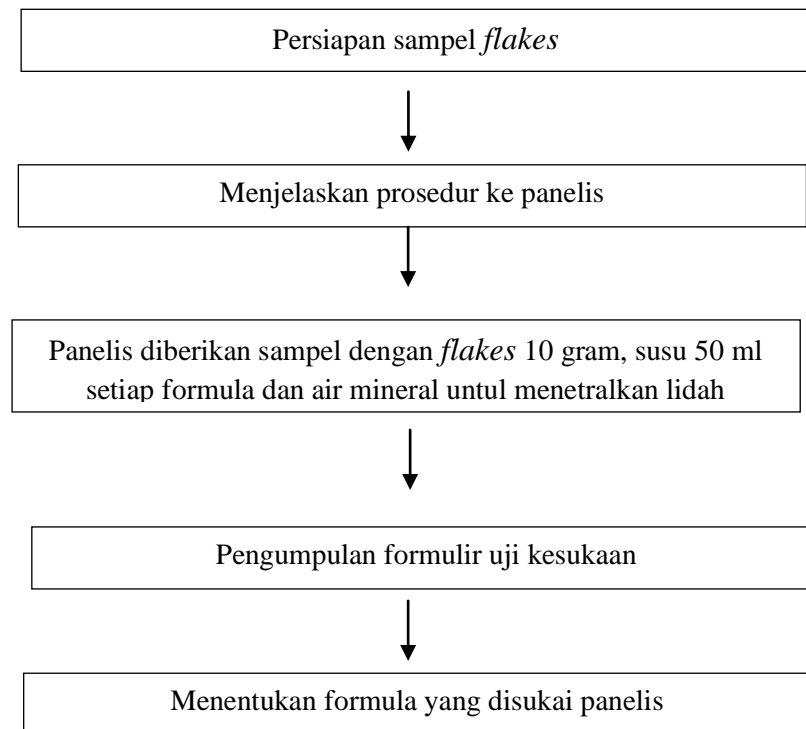 Persiapan sampel flakes
Menjelaskan prosedur ke panelis
Panelis diberikan sampel dengan flakes 10 gram, susu 50 ml
setiap formula dan air mineral untul menetralkan lidah
Pengumpulan formulir uji kesukaan
Menentukan formula yang disukai panelis